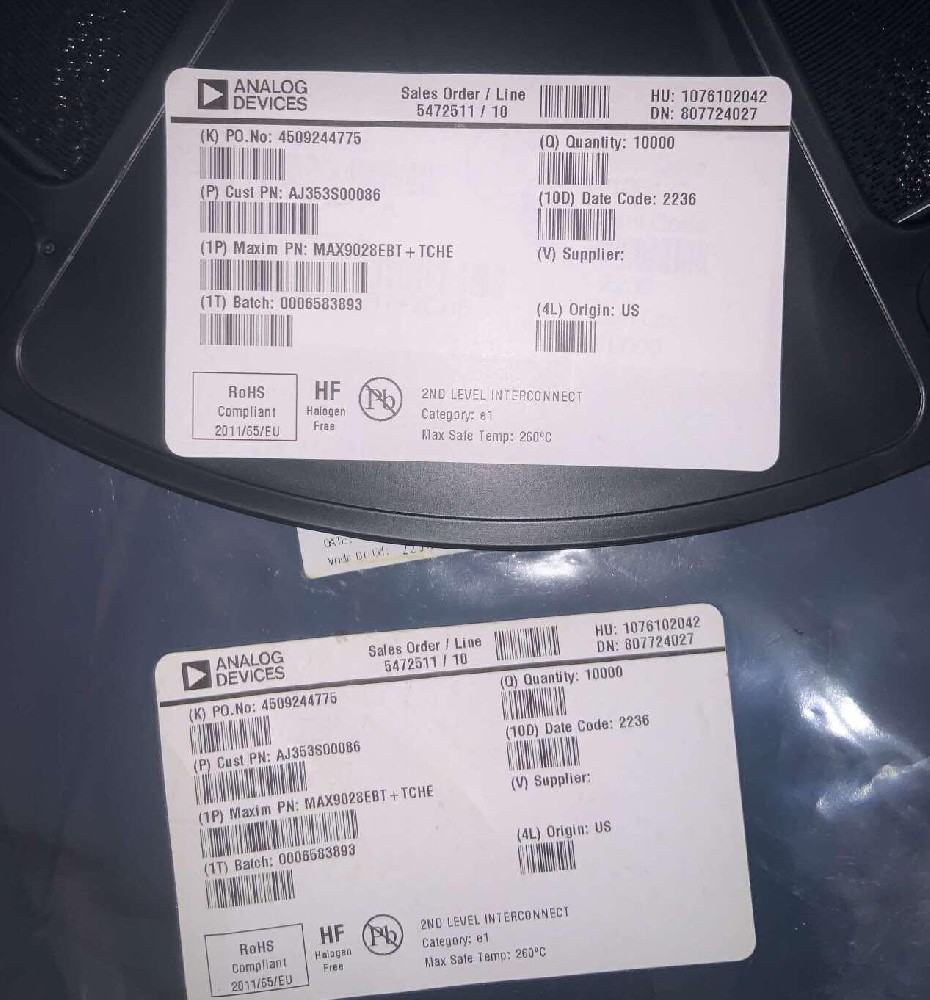 ANALOG
DEVICES
Sales Order / Line
5472511 / 10
HU: 1076102042
DN: 807724027
(K) PO.No: 4509244775
(Q) Quantity: 10000
(P) Cust PN: AJ353S00086
(10D) Date Code: 2236
(1P) Maxim PN: MAX9028EBT+TCHE
(V) Supplier:
(1T) Batch: 0006583893
(4L) Origin: US
RoHS
Compliant
2011/65/EU
HF
Halogen
Free
Pb
2ND LEVEL INTERCONNECT
Category: e1
Max Safe Temp: 260°C
ANALOG
DEVICES
Sales Order / Line
5472511 / 10
HU: 1076102042
DN: 807724027
(K) PO.No: 4509244775
(Q) Quantity: 10000
(P) Cust PN: AJ353S00086
(10D) Date Code: 2236
(1P) Maxim PN: MAX9028EBT+TCHE
(V) Supplier:
(1T) Batch: 0006583893
(4L) Origin: US
RoHS
Compliant
2011/65/EU
HF
Halogen
Free
Pb
2ND LEVEL INTERCONNECT
Category: e1
Max Safe Temp: 260°C